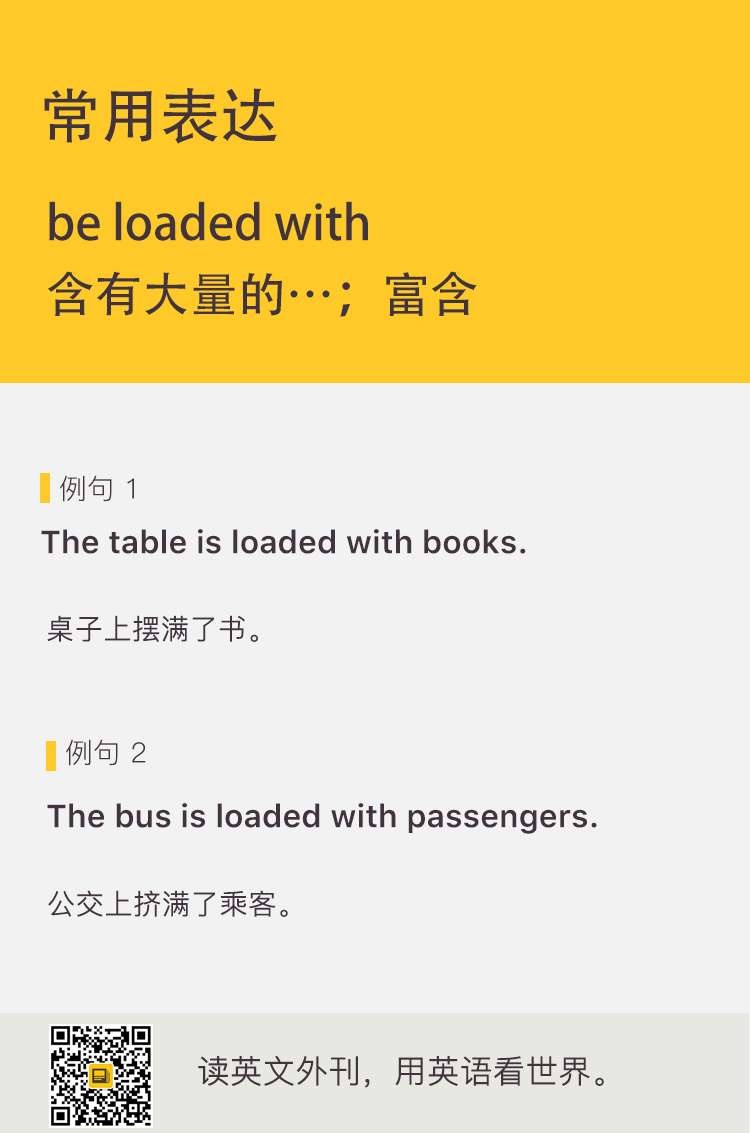 常用表达
be loaded with
含有大量的…；富含
例句 1
The table is loaded with books.
桌子上摆满了书。
例句 2
The bus is loaded with passengers.
公交上挤满了乘客。
读英文外刊，用英语看世界。